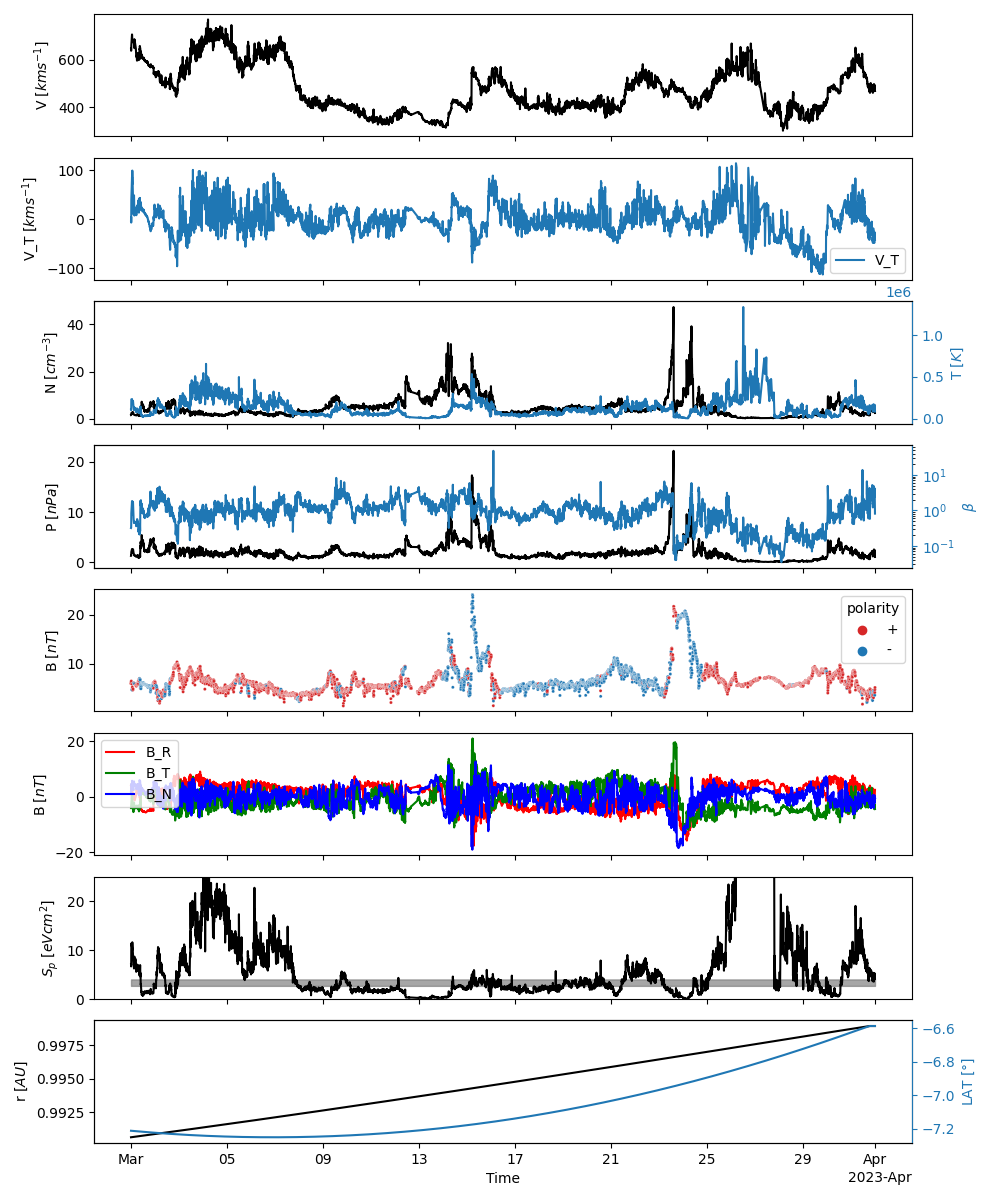 600
400
V [kms⁻¹]
100
0
−100
V_T [kms⁻¹]
V_T
1e6
40
20
0
N [cm⁻³]
1.0
0.5
0.0
T [K]
20
10
0
P [nPa]
10¹
10⁰
10⁻¹
β
20
10
B [nT]
polarity
+
-
20
0
−20
B [nT]
B_R
B_T
B_N
20
10
0
Sₚ [eVcm²]
0.9975
0.9950
0.9925
r [AU]
−6.6
−6.8
−7.0
−7.2
LAT [°]
Mar 05 09 13 17 21 25 29 Apr
Time
2023-Apr